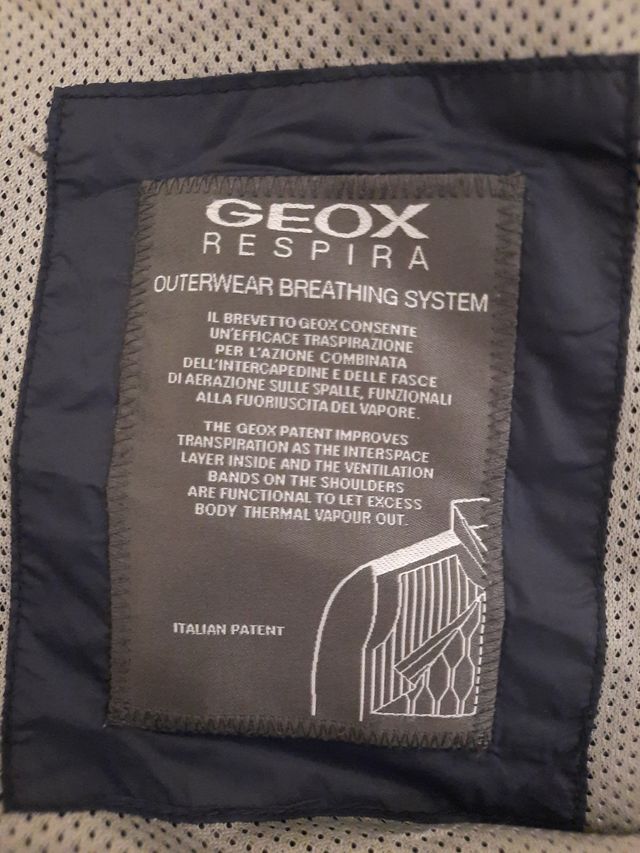 GEOX
RESPIRA
OUTERWEAR BREATHING SYSTEM
IL BREVETTO GEOX CONSENTE
UN'EFFICACE TRASPIRAZIONE
PER L'AZIONE COMBINATA
DELL'INTERCAPEDINE E DELLE FASCE
DI AERAZIONE SULLE SPALLE, FUNZIONALI
ALLA FUORIUSCITA DEL VAPORE.
THE GEOX PATENT IMPROVES
TRANSPIRATION AS THE INTERSPACE
LAYER INSIDE AND THE VENTILATION
BANDS ON THE SHOULDERS
ARE FUNCTIONAL TO LET EXCESS
BODY THERMAL VAPOUR OUT.
ITALIAN PATENT